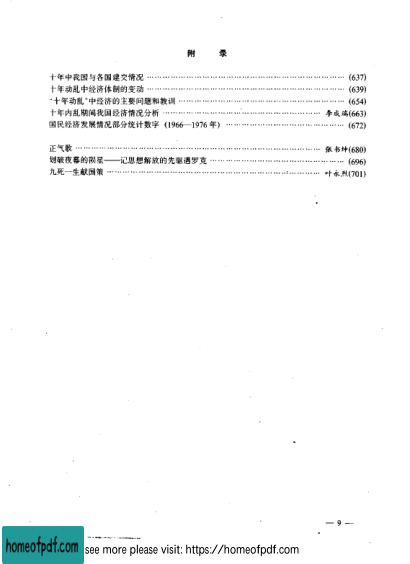 附 录
十年中我国与各国建交情况 …… (637)
十年动乱中经济体制的变动 …… (639)
“十年动乱”中经济的主要问题和教训 …… (654)
十年内乱期间我国经济情况分析 …… 李成瑞(663)
国民经济发展情况部分统计数字（1966—1976年） …… (672)
正气歌 …… 张书绅(680)
划破夜幕的陨星——记思想解放的先驱遇罗克 …… (696)
九死一生献国策 …… 叶永烈(701)
— 9 —
homeofpdf.com
see more please visit: https://homeofpdf.com